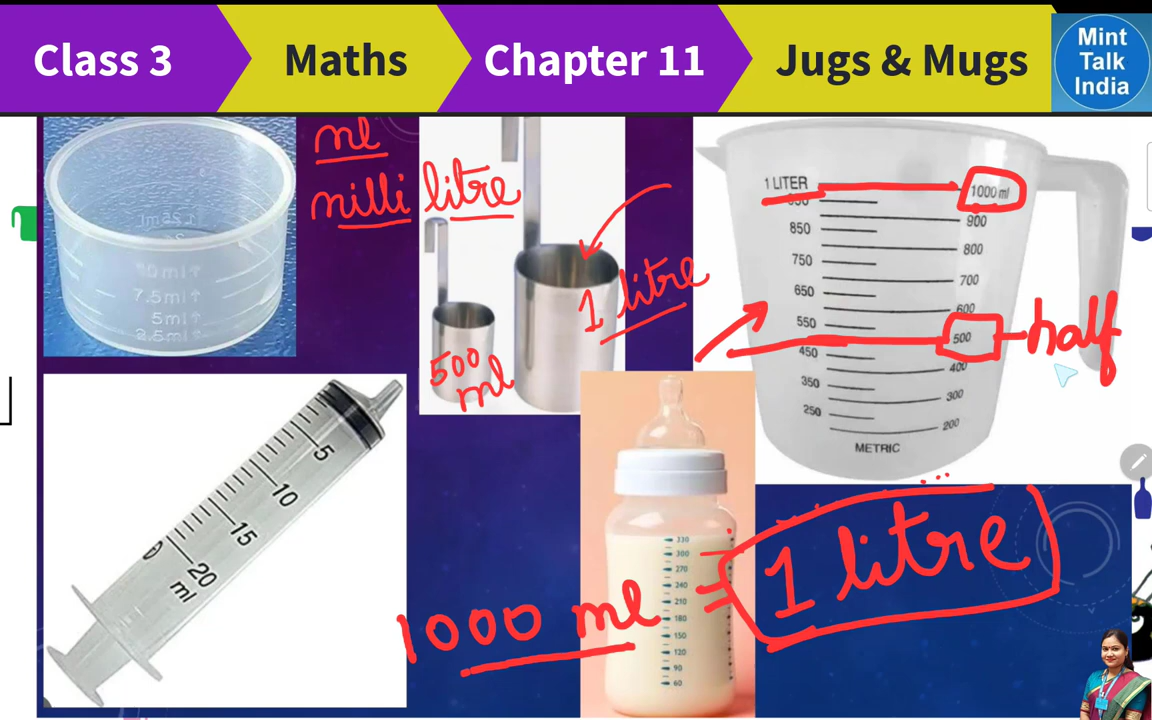 Class 3
Maths
Chapter 11
Jugs & Mugs
Mint
Talk
India
ml
milli litre
10ml↑
7.5ml↑
5ml↑
2.5ml↑
500
ml
1 litre
1 LITER
1000 ml
950
900
850
800
750
700
650
600
550
500
half
450
400
350
300
250
200
METRIC
5
10
15
20
ml
330
300
270
240
210
180
150
120
90
60
1000 ml = 1 litre